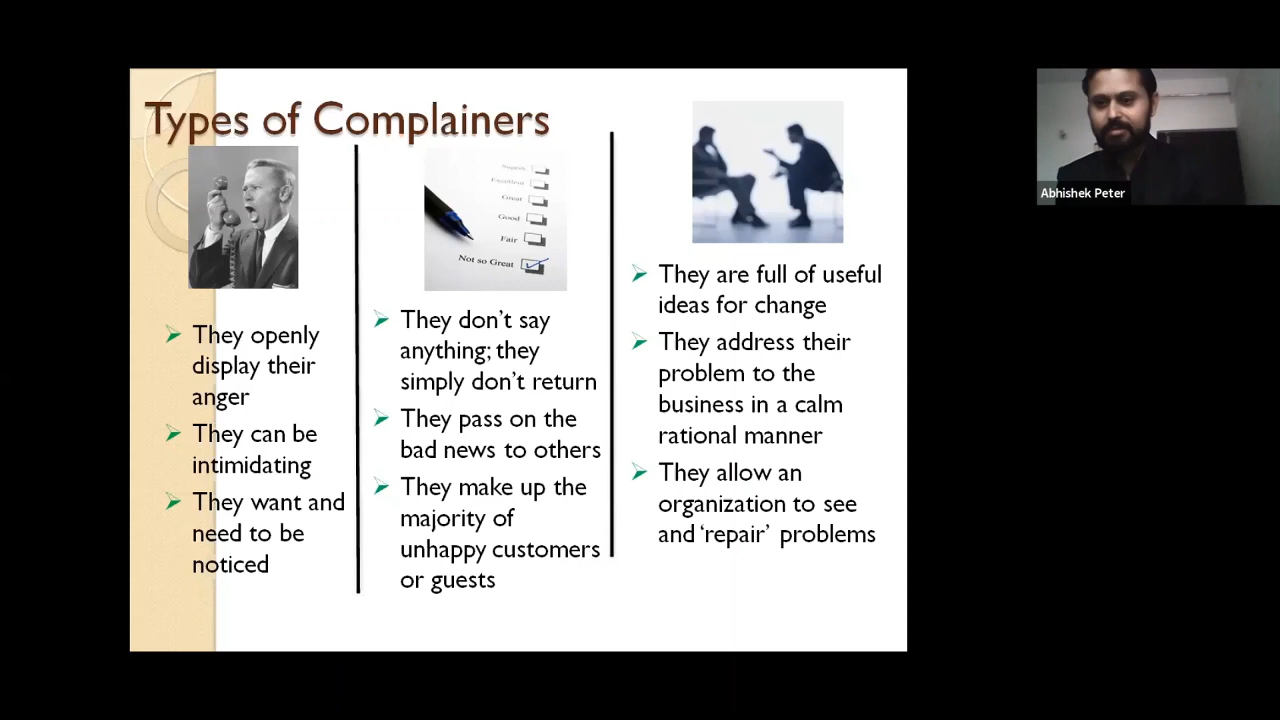 Types of Complainers
Superb
Excellent
Great
Good
Fair
Not so Great
They openly
display their
anger
They can be
intimidating
They want and
need to be
noticed
They don't say
anything; they
simply don't return
They pass on the
bad news to others
They make up the
majority of
unhappy customers
or guests
They are full of useful
ideas for change
They address their
problem to the
business in a calm
rational manner
They allow an
organization to see
and 'repair' problems
Abhishek Peter